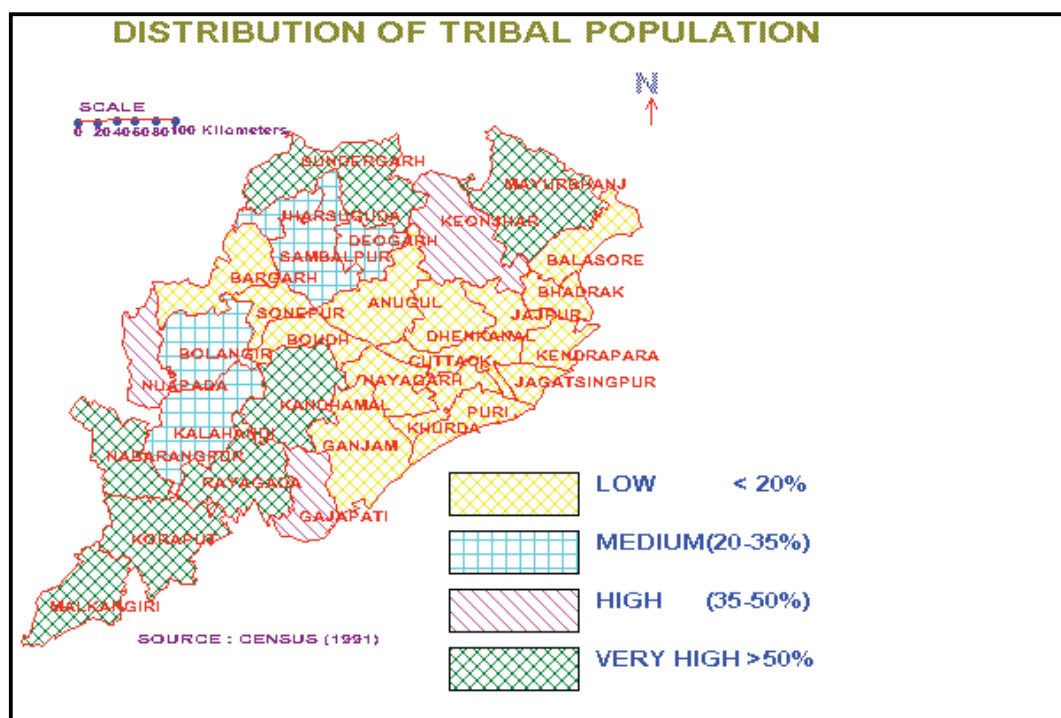 DISTRIBUTION OF TRIBAL POPULATION
N
SCALE
0 20 40 60 80 100 Kilometers
SUNDERGARH
MAYURBHANJ
JHARSUGUDA
KEONJHAR
DEOGARH
SAMBALPUR
BALASORE
BARGARH
BHADRAK
ANUGUL
SONEPUR
JAJPUR
DHENKANAL
BOUDH
BOLANGIR
CUTTACK
KENDRAPARA
NUAPADA
NAYAGARH
JAGATSINGPUR
KANDHAMAL
PURI
KHURDA
KALAHANDI
GANJAM
NABARANGPUR
RAYAGADA
GAJAPATI
KORAPUT
MALKANGIRI
LOW < 20%
MEDIUM(20-35%)
HIGH (35-50%)
VERY HIGH >50%
SOURCE : CENSUS (1991)